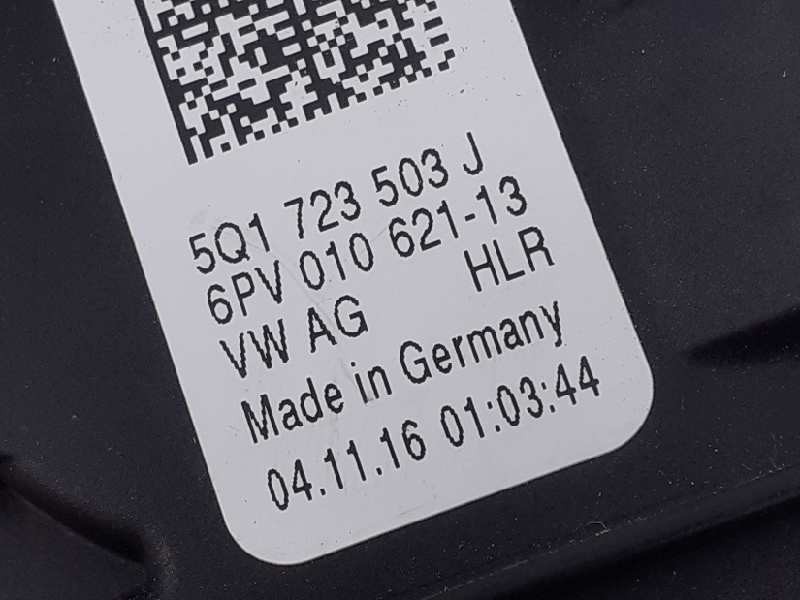 5Q1 723 503 J
6PV 010 621-13
VW AG HLR
Made in Germany
04.11.16 01:03:44